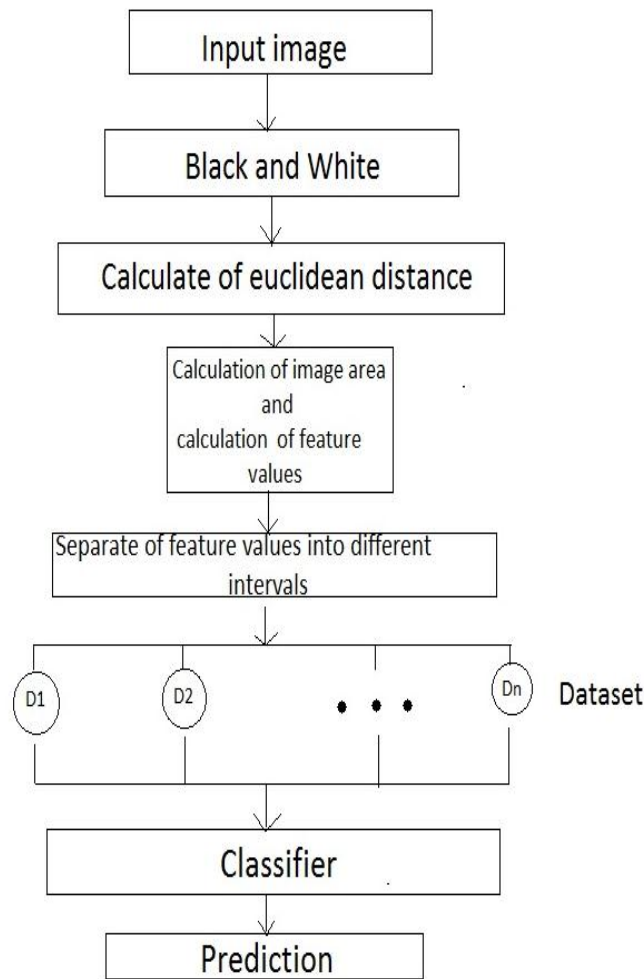 Input image
Black and White
Calculate of euclidean distance
Calculation of image area
and
calculation of feature
values
Separate of feature values into different
intervals
D1
D2
Dn
Dataset
Classifier
Prediction